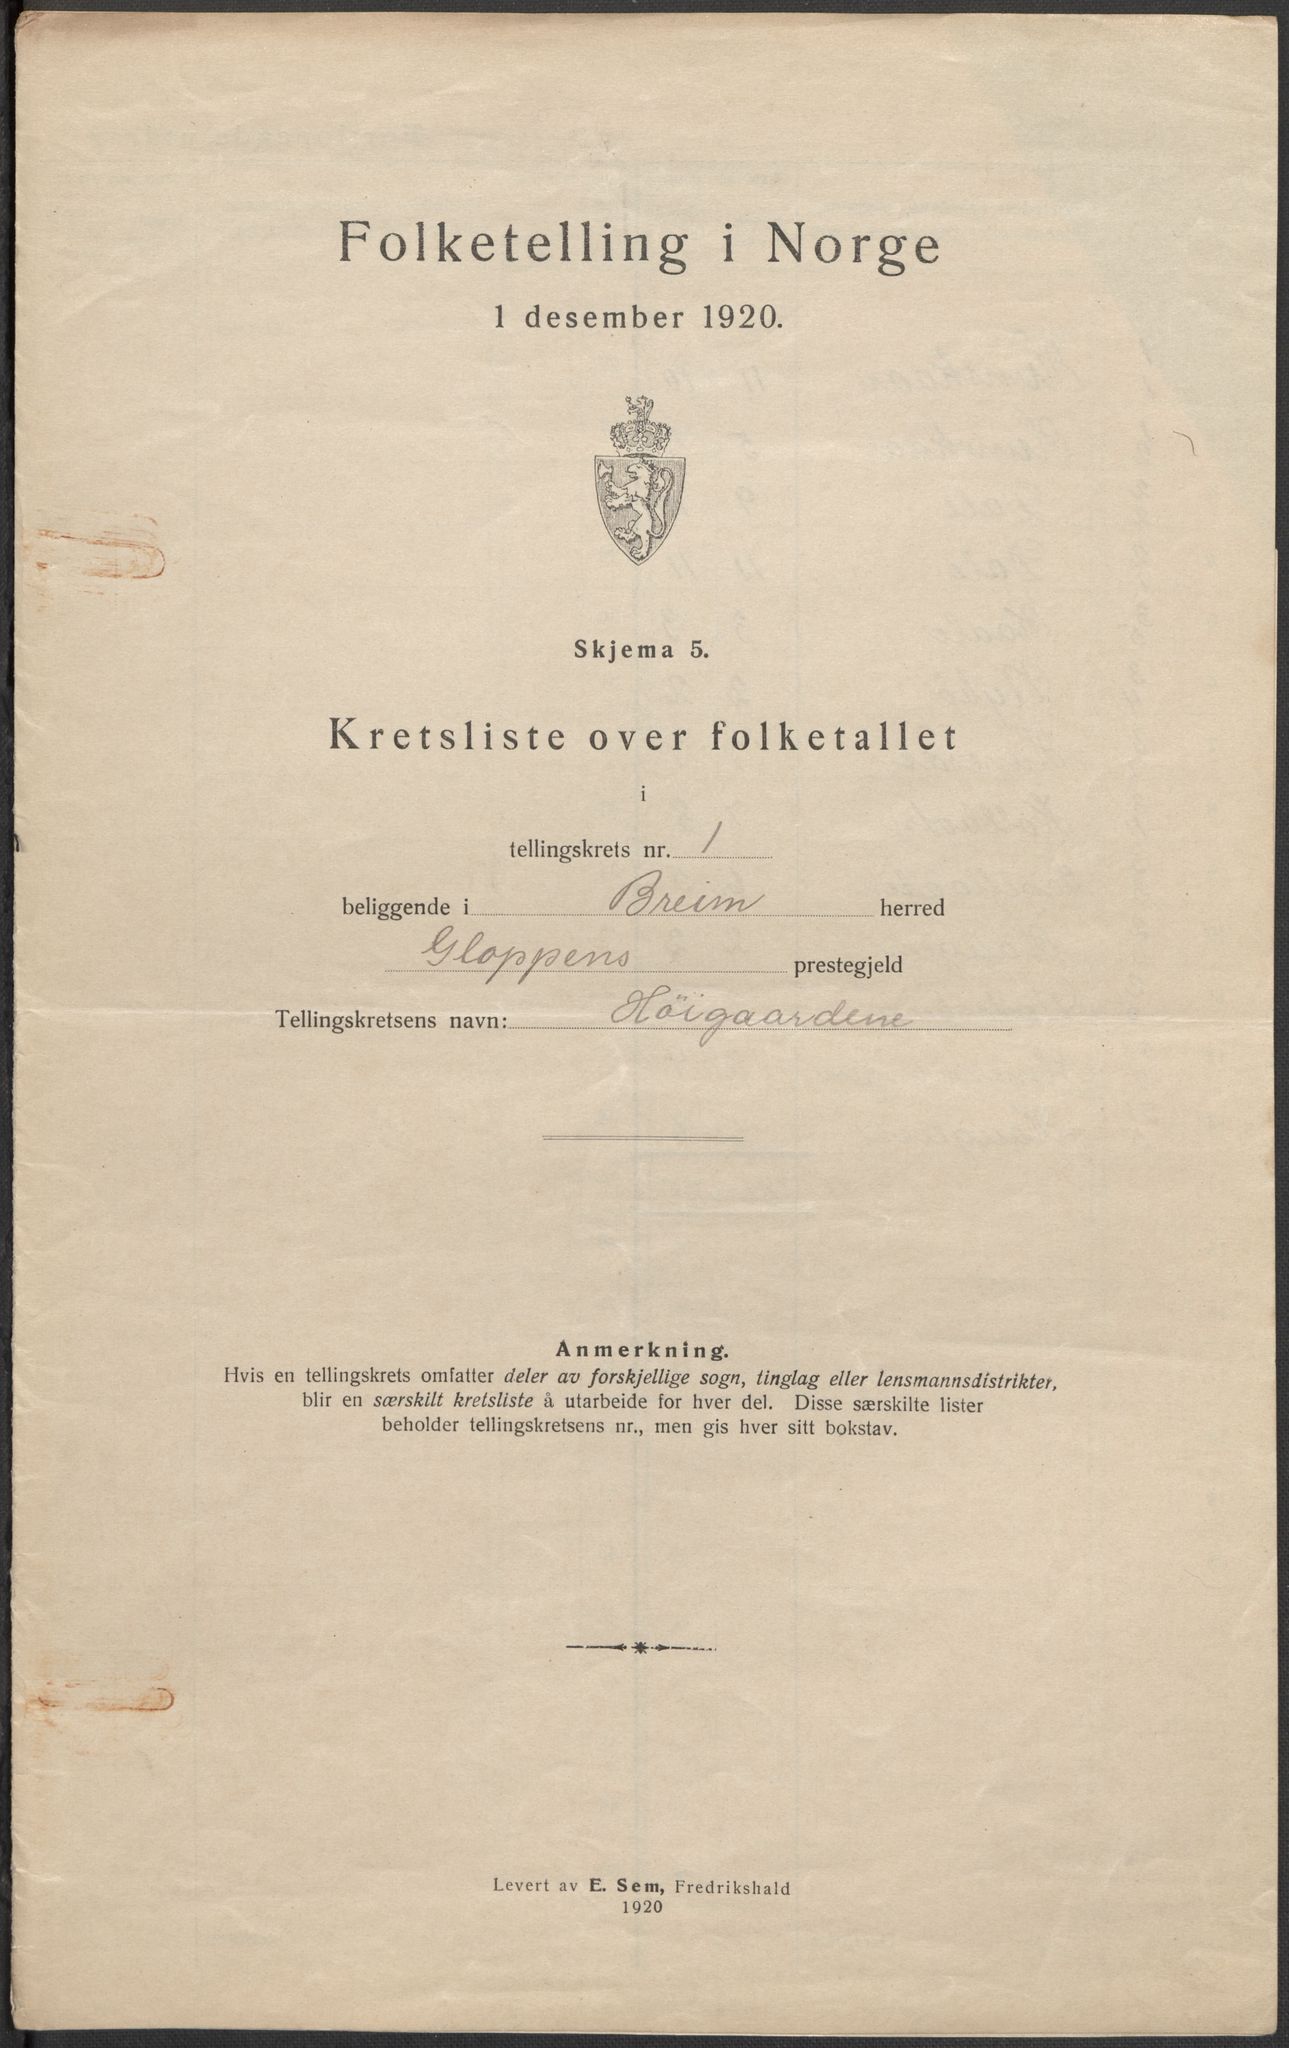 Folketelling i Norge
1 desember 1920.
Skjema 5.
Kretsliste over folketallet
i
tellingskrets nr. 1
beliggende i Breim herred
Gloppens prestegjeld
Tellingskretsens navn: Höigaardene
Anmerkning.
Hvis en tellingskrets omfatter deler av forskjellige sogn, tinglag eller lensmannsdistrikter,
blir en særskilt kretsliste å utarbeide for hver del. Disse særskilte lister
beholder tellingskretsens nr., men gis hver sitt bokstav.
Levert av E. Sem, Fredrikshald
1920